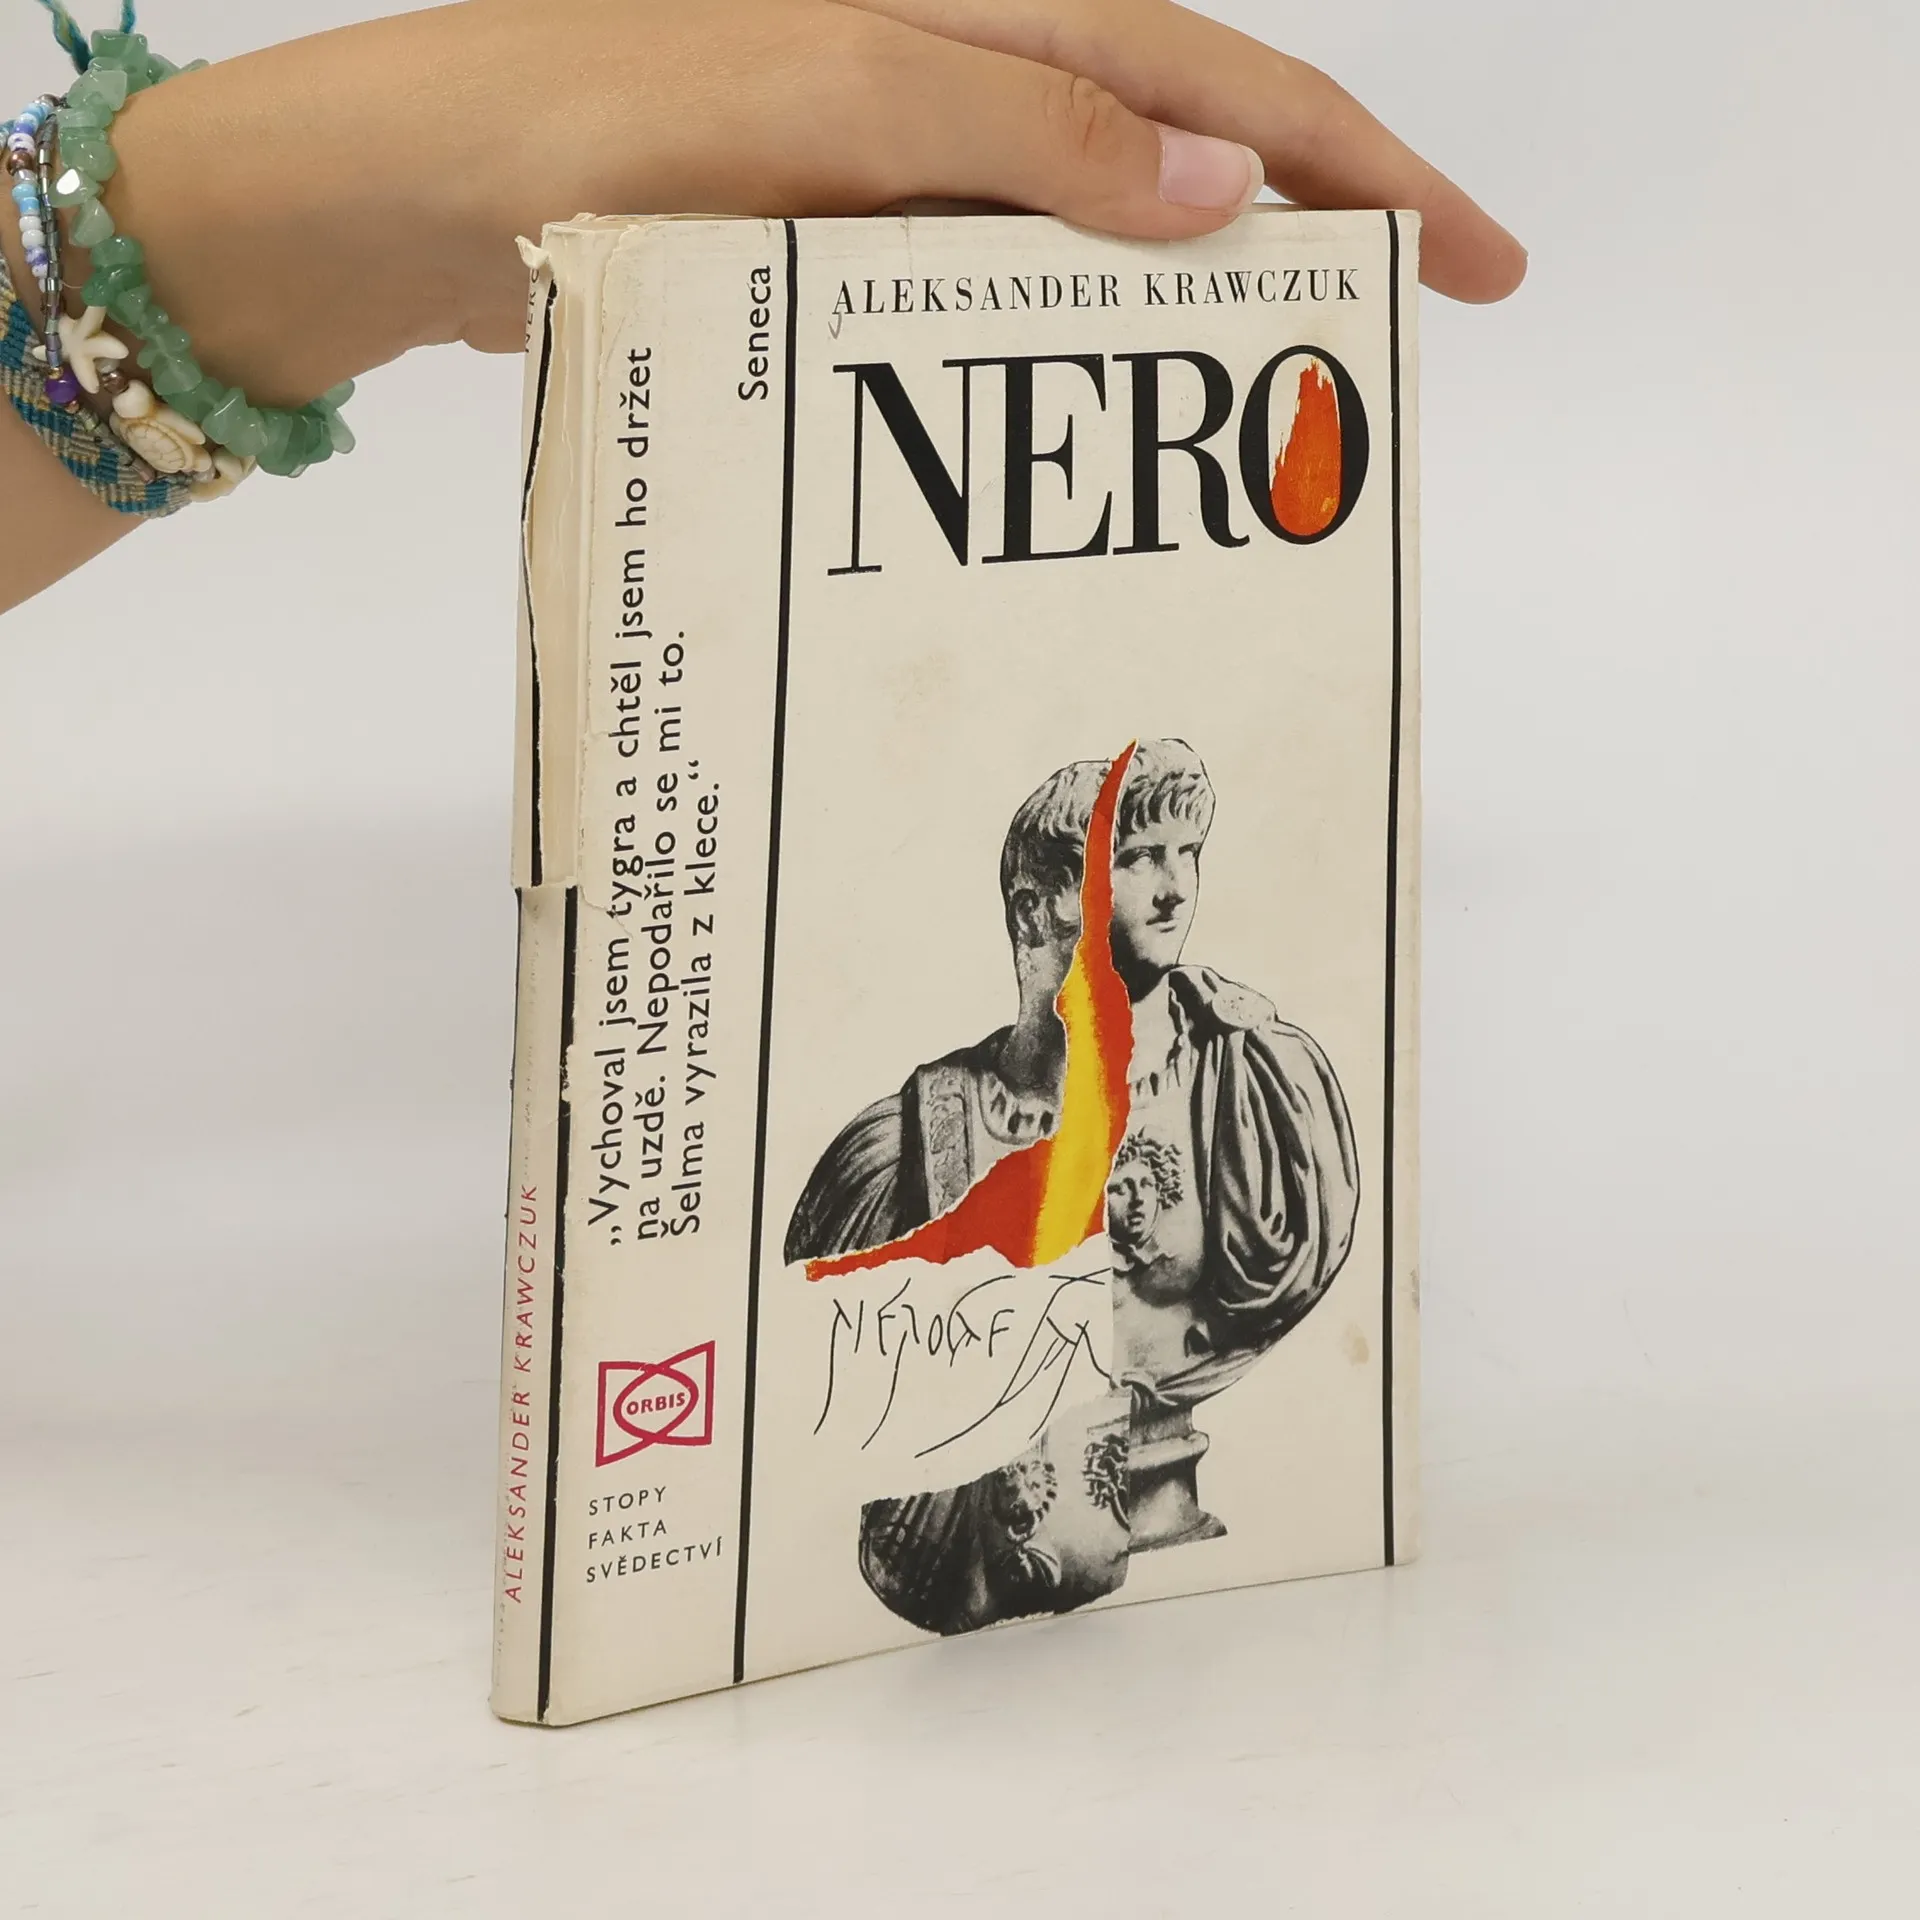 ALEKSANDER KRAWCZUK
NERO
„Vychoval jsem tygra a chtěl jsem ho držet
na uzdě. Nepodařilo se mi to.
Šelma vyrazila z klece.“
Seneca
ORBIS
STOPY
FAKTA
SVĚDECTVÍ
ALEKSANDER KRAWCZUK
NERO